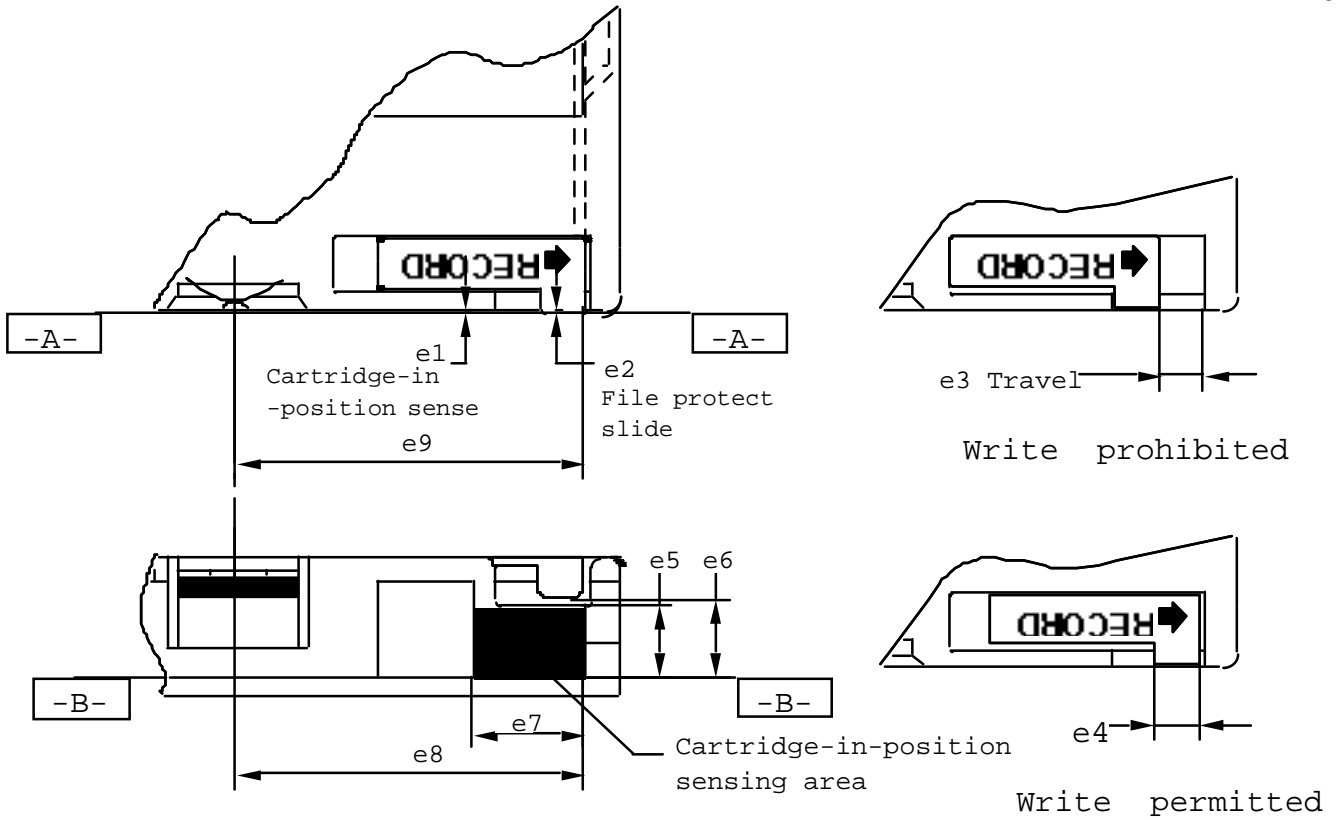 RECORD
RECORD
-A-
-A-
e1
Cartridge-in
-position sense
e2
File protect
slide
e3 Travel
e9
Write prohibited
e5
e6
RECORD
-B-
-B-
e7
e8
Cartridge-in-position
sensing area
e4
Write permitted